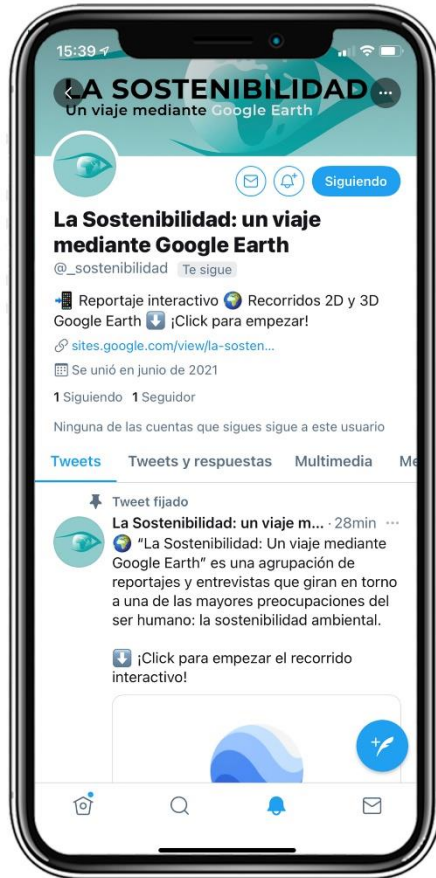 15:39
LA SOSTENIBILIDAD
Un viaje mediante Google Earth
Siguiendo
La Sostenibilidad: un viaje
mediante Google Earth
@_sostenibilidad Te sigue
📲 Reportaje interactivo 🌍 Recorridos 2D y 3D
Google Earth ⬇️ ¡Click para empezar!
sites.google.com/view/la-sosten...
Se unió en junio de 2021
1 Siguiendo 1 Seguidor
Ninguna de las cuentas que sigues sigue a este usuario
Tweets Tweets y respuestas Multimedia Me
Tweet fijado
La Sostenibilidad: un viaje m... · 28min
🌍 “La Sostenibilidad: Un viaje mediante
Google Earth” es una agrupación de
reportajes y entrevistas que giran en torno
a una de las mayores preocupaciones del
ser humano: la sostenibilidad ambiental.
⬇️ ¡Click para empezar el recorrido
interactivo!